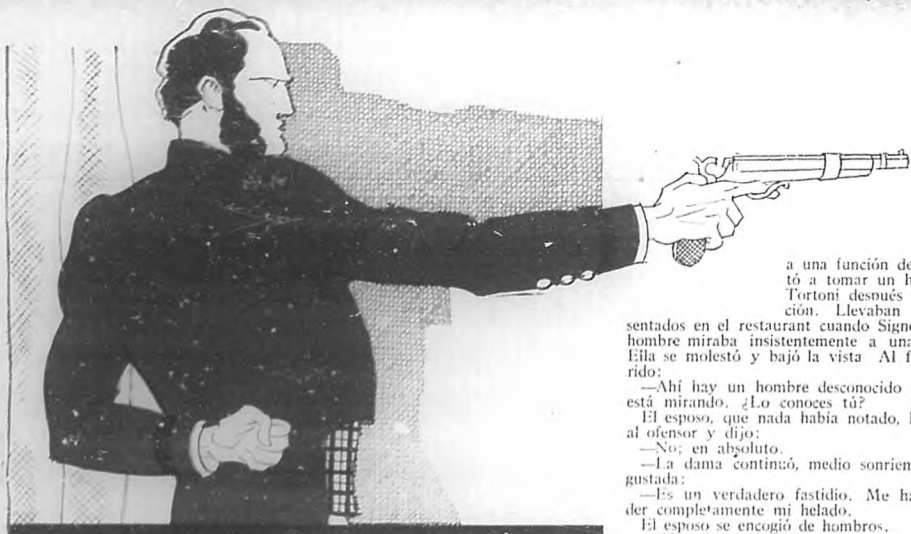 a una función de
tó a tomar un h
Tortoni después
ción. Llevaban
sentados en el restaurant cuando Signo
hombre miraba insistentemente a una
Ella se molestó y bajó la vista Al f
rido:
—Ahí hay un hombre desconocido
está mirando. ¿Lo conoces tú?
El esposo, que nada había notado,
al ofensor y dijo:
—No; en absoluto.
—La dama continuó, medio sonrien
gustada:
—Es un verdadero fastidio. Me ha
der completamente mi helado.
El esposo se encogió de hombros.